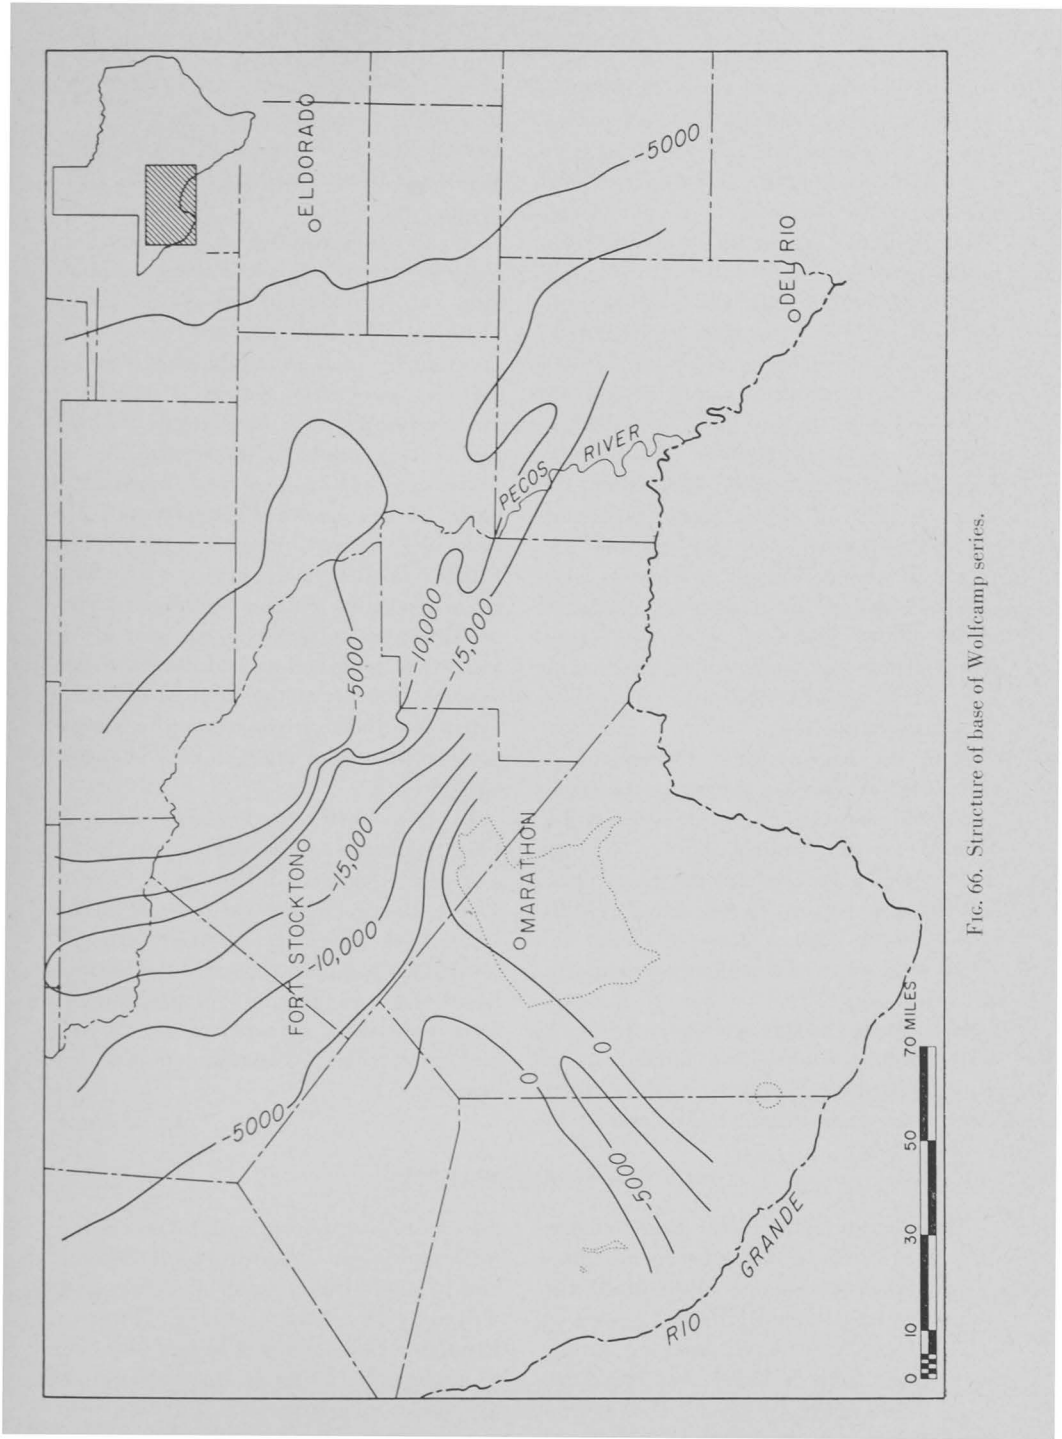 ELDORADO
-5000
DEL RIO
PECOS RIVER
-5000
-10,000
-15,000
FORT STOCKTON
-15,000
-10,000
MARATHON
-5000
0
0
-5000
RIO GRANDE
0 10 30 50 70 MILES
FIG. 66. Structure of base of Wolfcamp series.